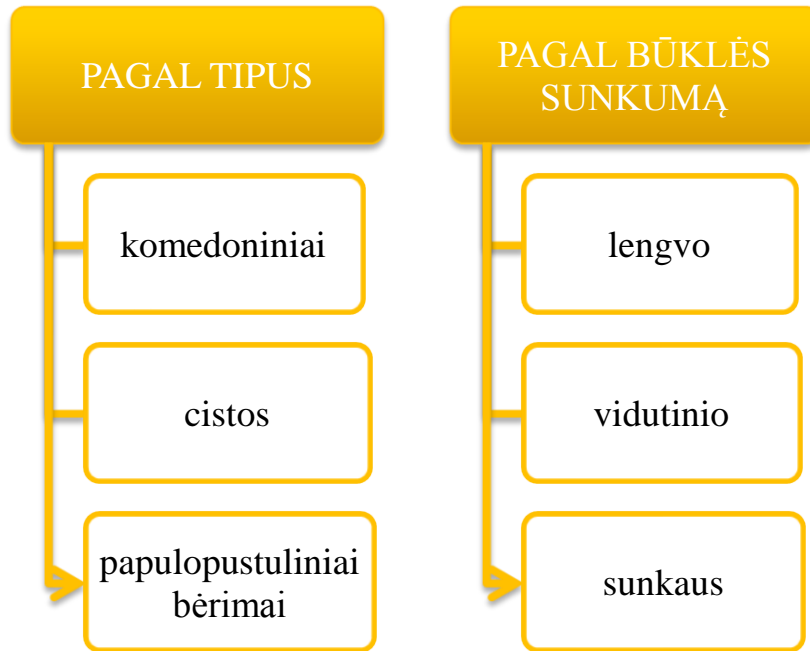 PAGAL TIPUS
komedoniniai
cistos
papulopustuliniai
bėrimai
PAGAL BŪKLĖS
SUNKUMĄ
lengvo
vidutinio
sunkaus